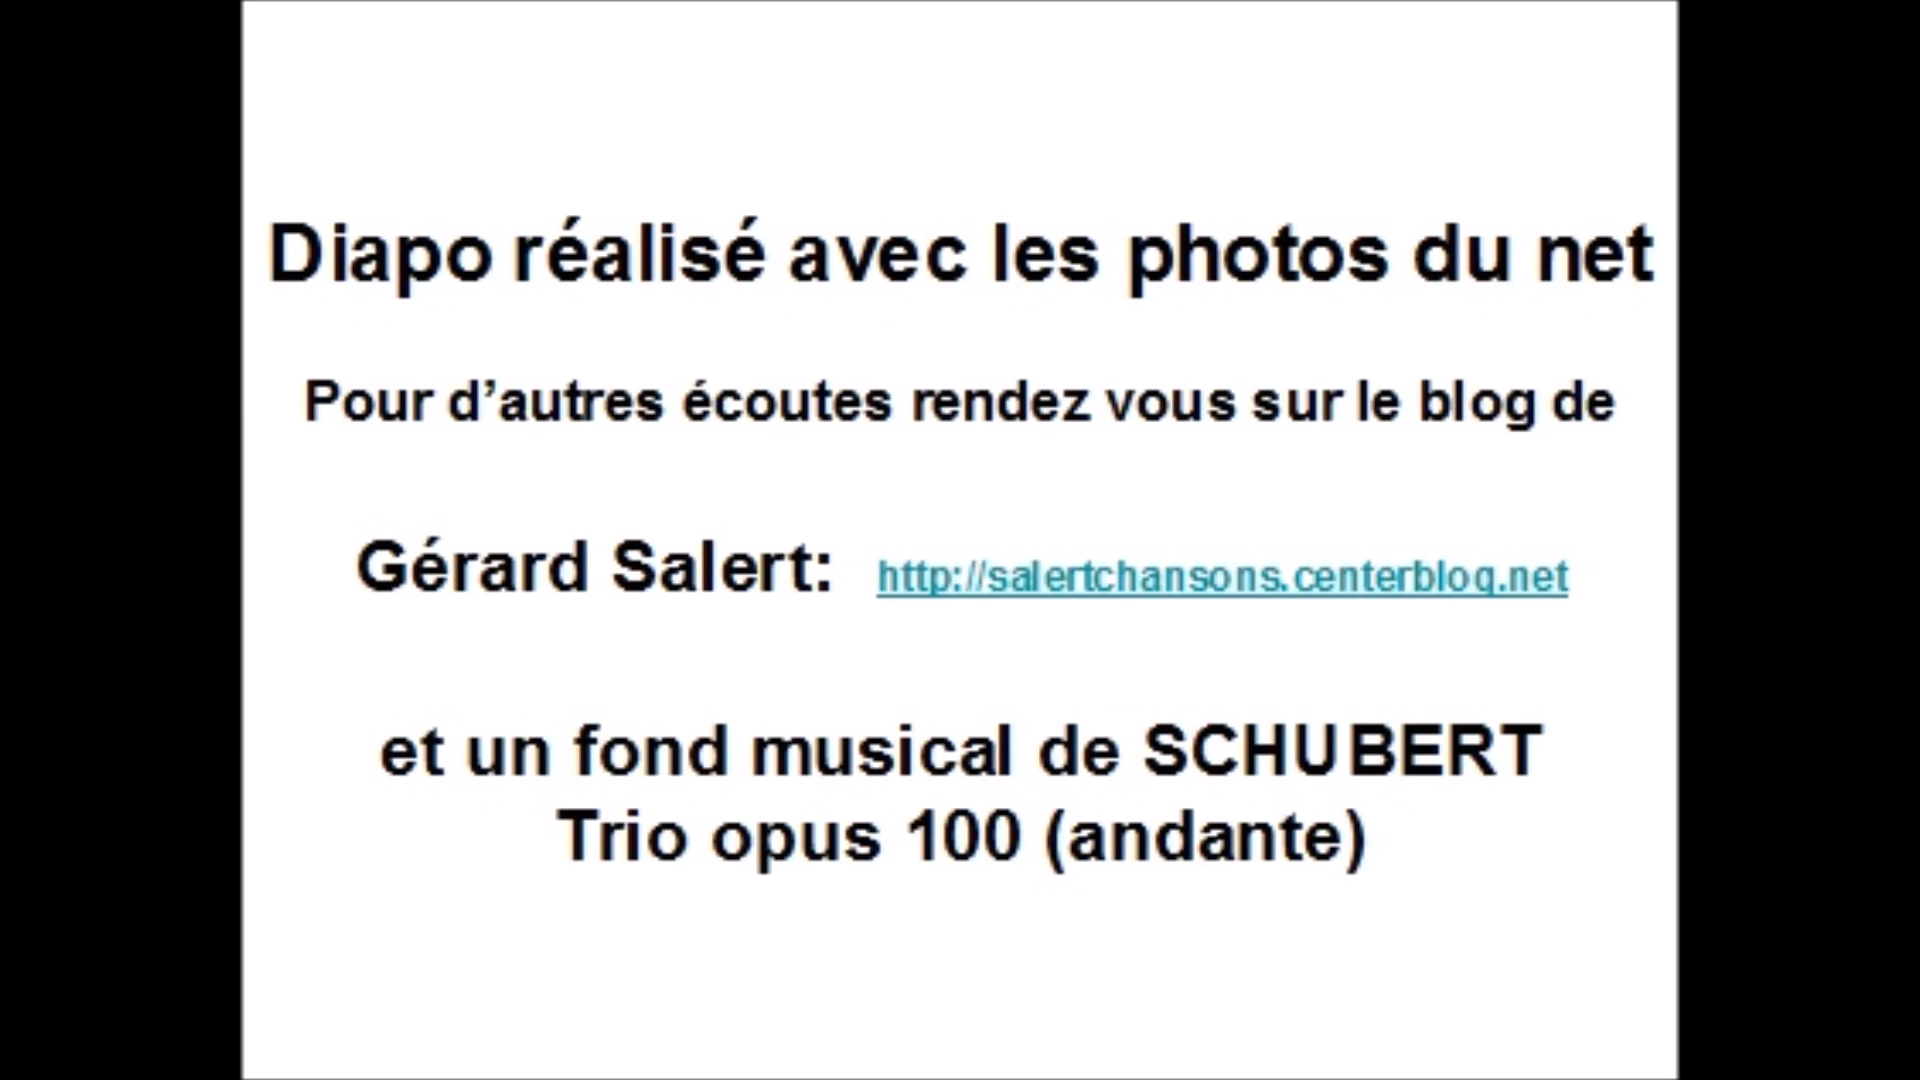 Diapo réalisé avec les photos du net
Pour d’autres écoutes rendez vous sur le blog de
Gérard Salert: http://salertchansons.centerblog.net
et un fond musical de SCHUBERT
Trio opus 100 (andante)